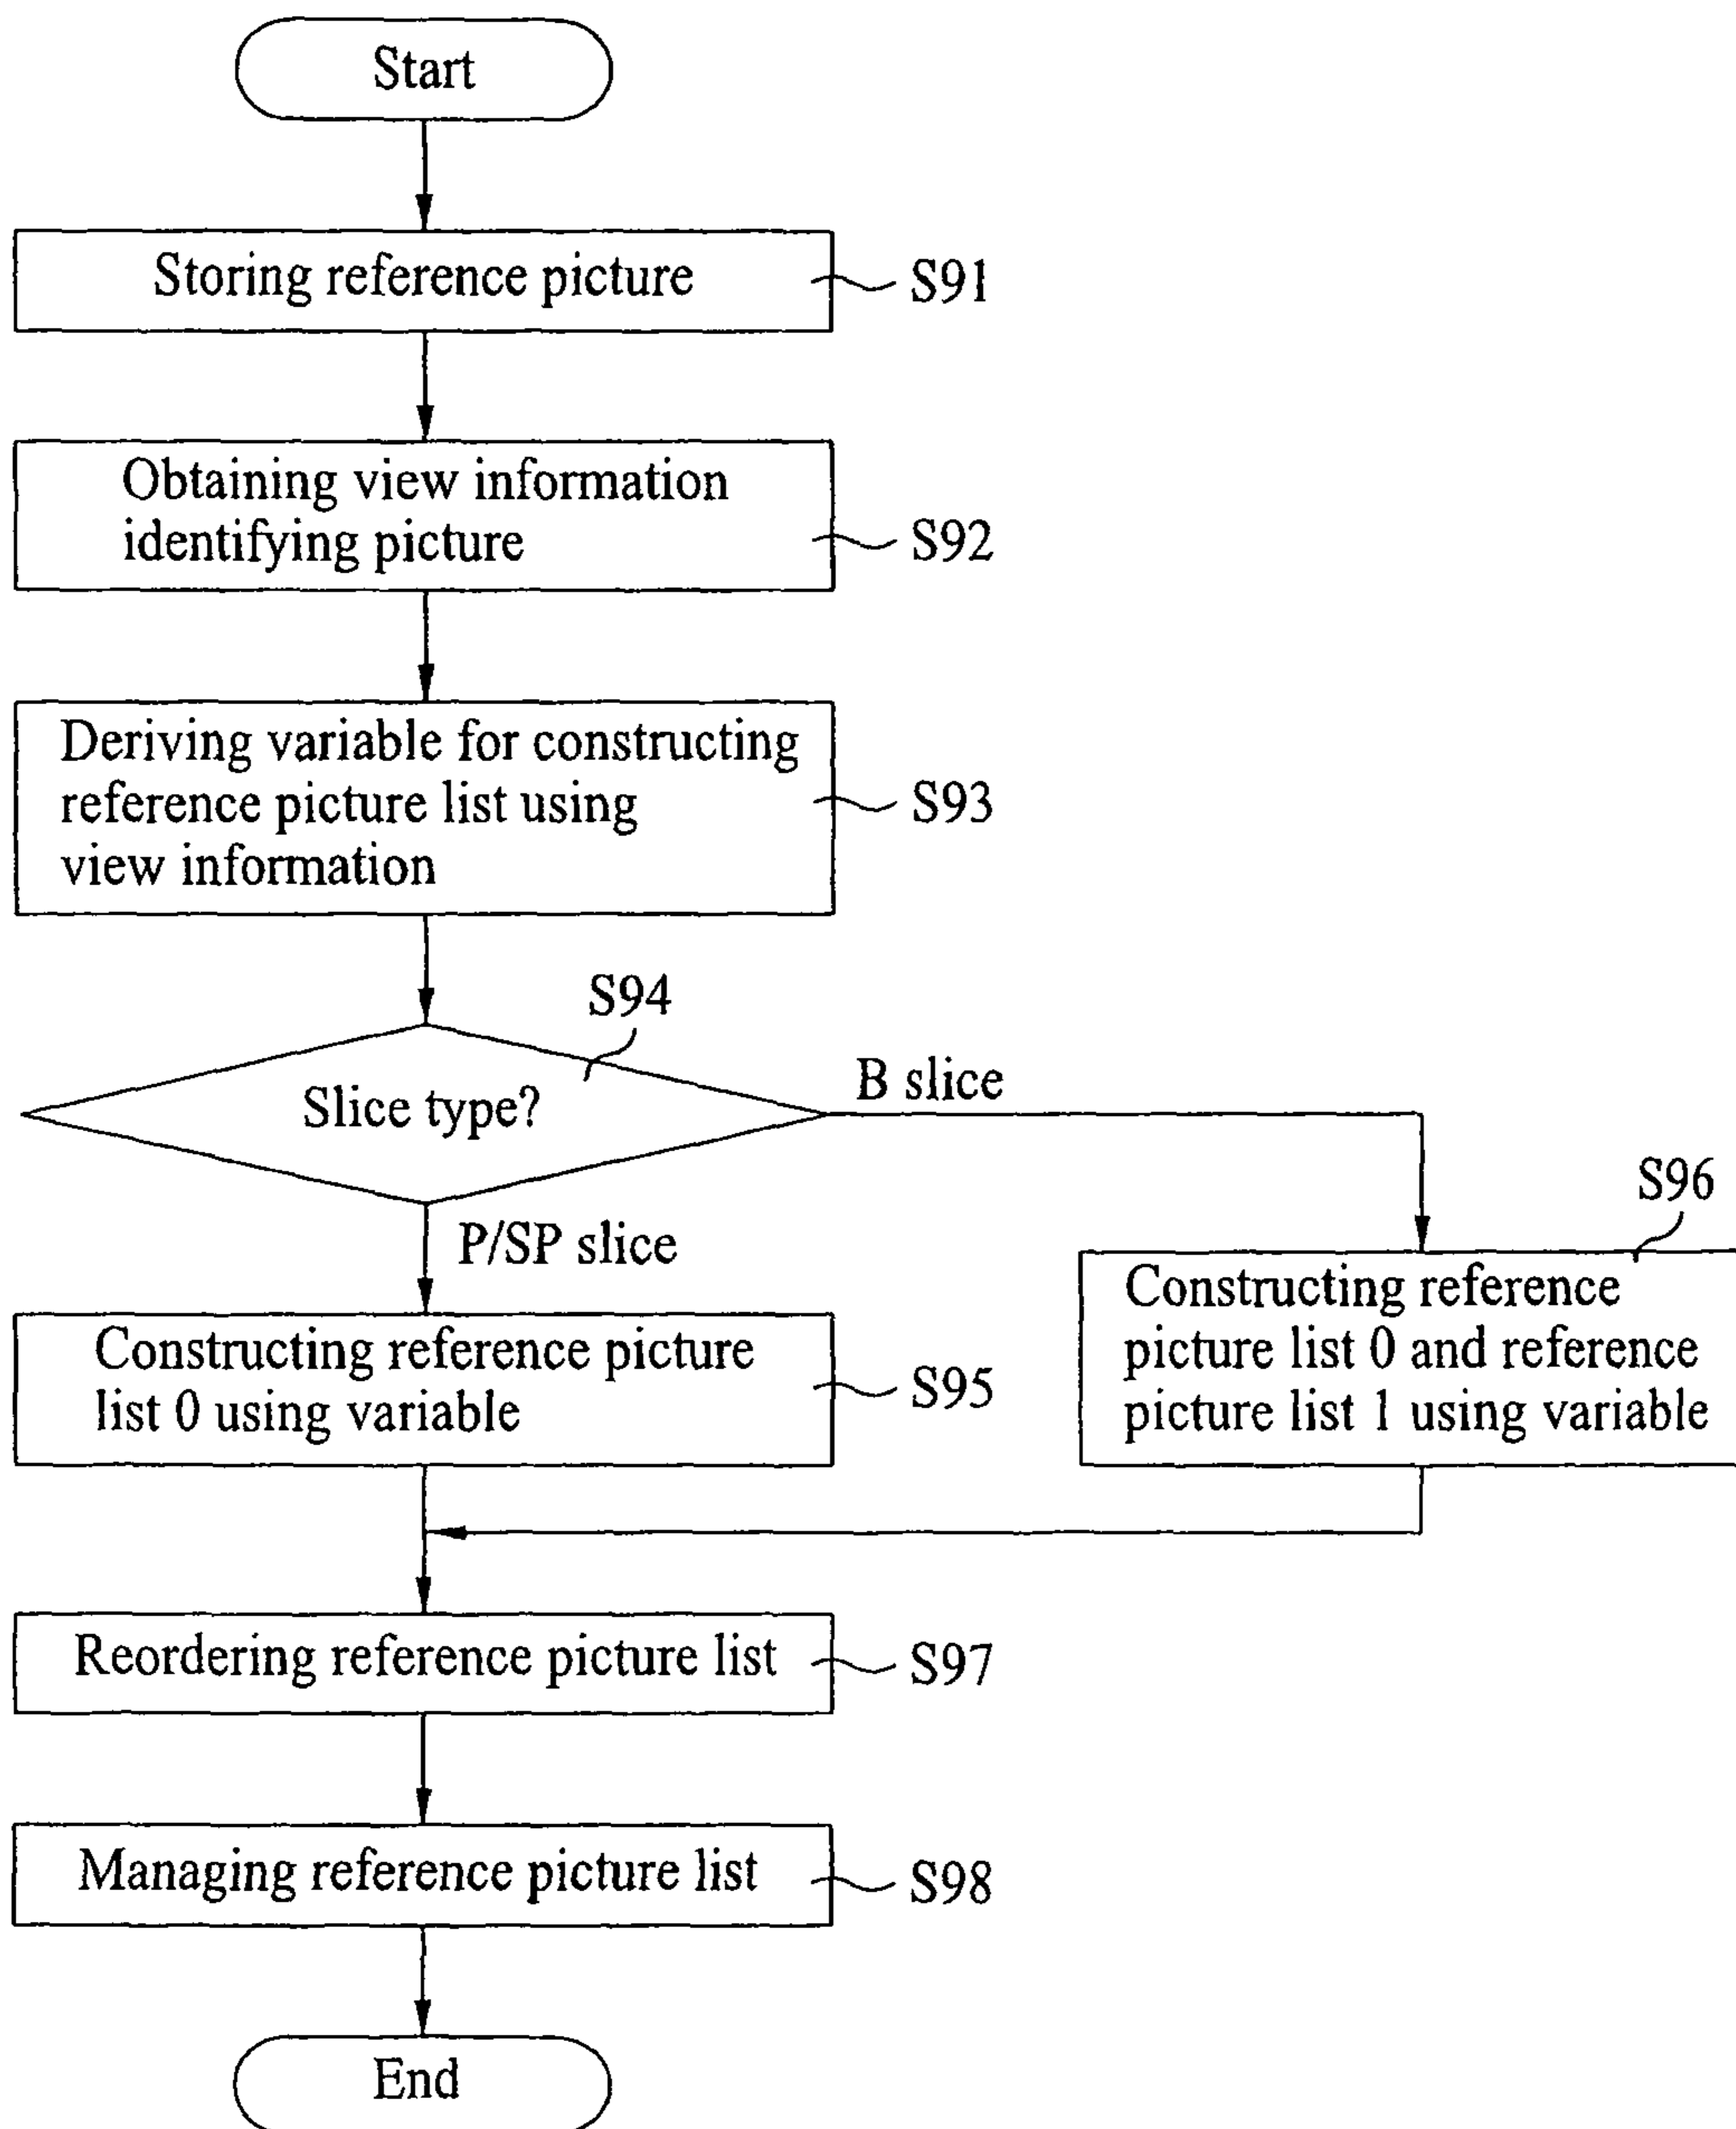 Start
Storing reference picture
S91
Obtaining view information
identifying picture
S92
Deriving variable for constructing
reference picture list using
view information
S93
S94
Slice type?
B slice
P/SP slice
S96
Constructing reference
picture list 0 and reference
picture list 1 using variable
Constructing reference picture
list 0 using variable
S95
Reordering reference picture list
S97
Managing reference picture list
S98
End